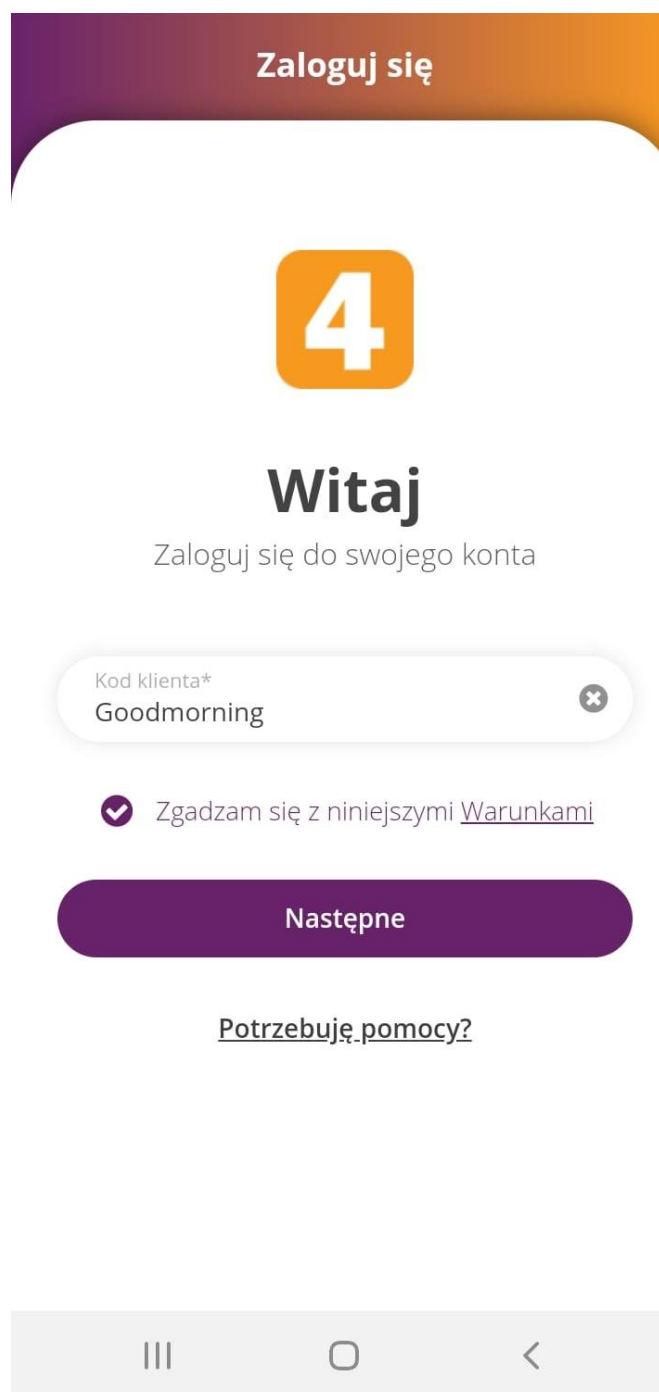 Zaloguj się
4
Witaj
Zaloguj się do swojego konta
Kod klienta*
Goodmorning
Zgadzam się z niniejszymi Warunkami
Następne
Potrzebuję pomocy?